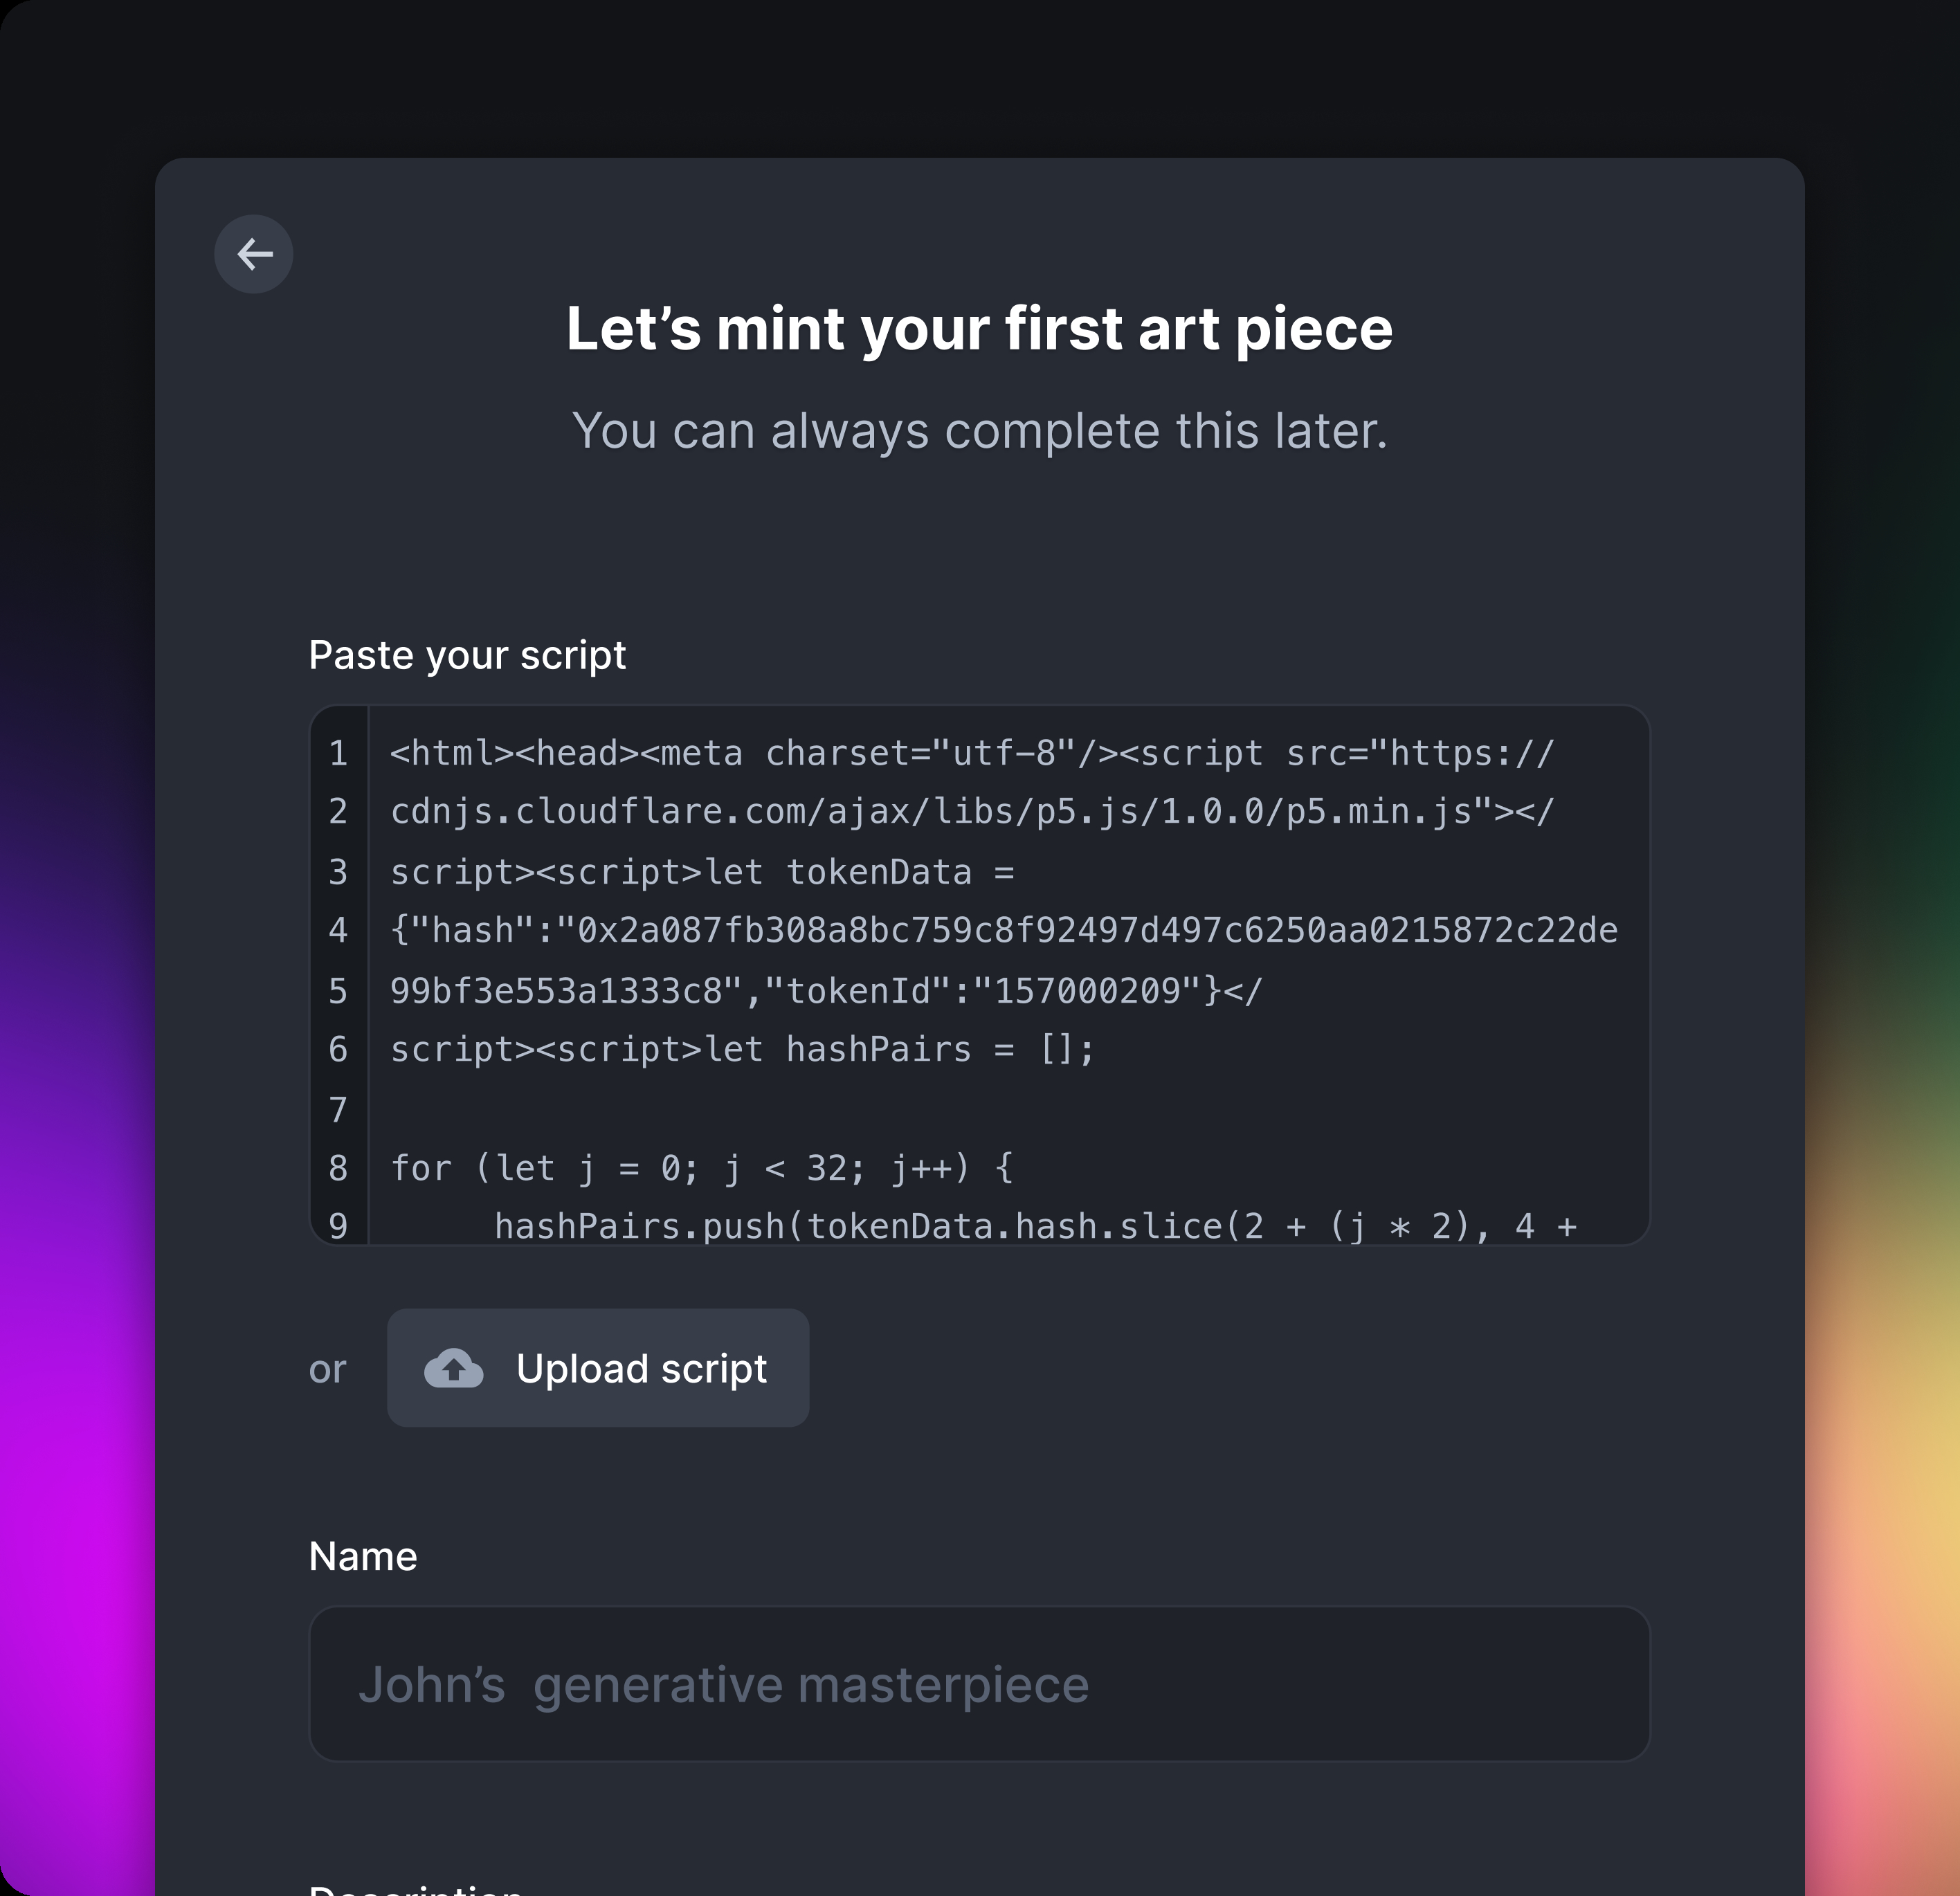 Let’s mint your first art piece
You can always complete this later.
Paste your script
1 <html><head><meta charset="utf-8"/><script src="https://
2 cdnjs.cloudflare.com/ajax/libs/p5.js/1.0.0/p5.min.js"></
3 script><script>let tokenData =
4 {"hash":"0x2a087fb308a8bc759c8f92497d497c6250aa0215872c22de
5 99bf3e553a1333c8","tokenId":"157000209"}</
6 script><script>let hashPairs = [];
7
8 for (let j = 0; j < 32; j++) {
9      hashPairs.push(tokenData.hash.slice(2 + (j * 2), 4 +
or Upload script
Name
John’s  generative masterpiece
Description